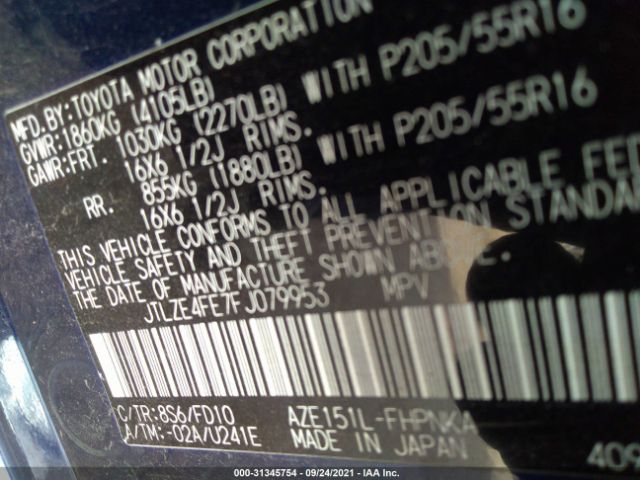 MFD.BY:TOYOTA MOTOR CORPORATION
GVWR:1860KG (4105LB)
GAWR:FRT. 1030KG (2270LB) WITH P205/55R16
16X6 1/2J RIMS.
RR. 855KG (1880LB) WITH P205/55R16
16X6 1/2J RIMS.
THIS VEHICLE CONFORMS TO ALL APPLICABLE FED
VEHICLE SAFETY AND THEFT PREVENTION STANDA
THE DATE OF MANUFACTURE SHOWN ABOVE.
JTLZE4FE7FJ079953 MPV
C/TR:8S6/FD10 AZE151L-FHPNKA
A/TM:-02A/U241E MADE IN JAPAN
409
000-31345754 - 09/24/2021 - IAA Inc.